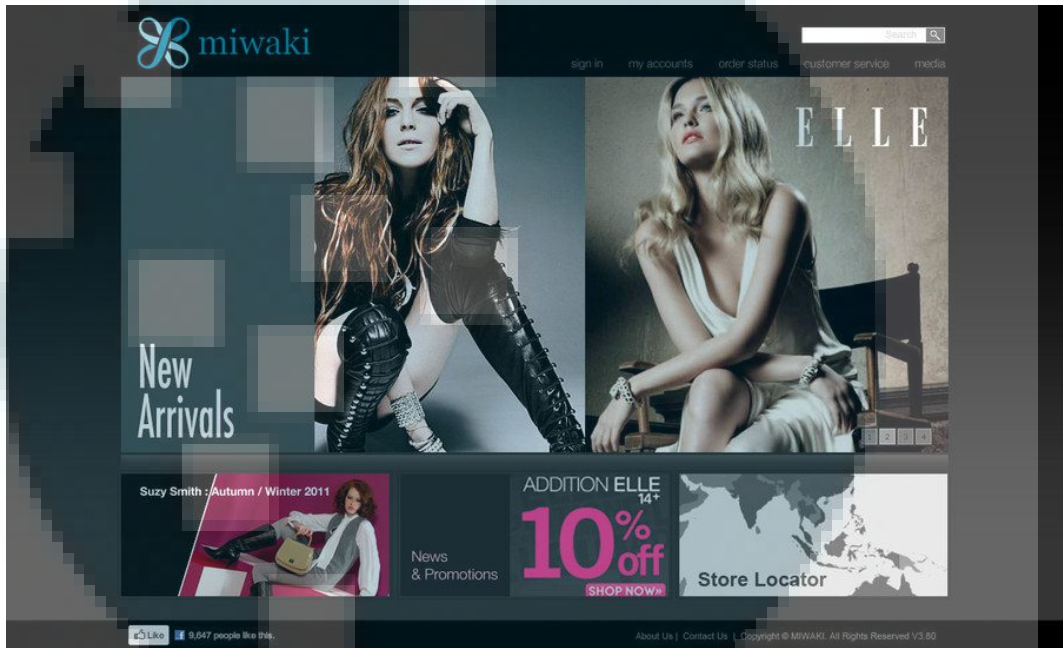 miwaki
Search
sign in my accounts order status customer service media
ELLE
New
Arrivals
1 2 3 4
Suzy Smith : Autumn / Winter 2011
News
& Promotions
ADDITION ELLE
14+
10% off
SHOP NOW»
Store Locator
Like 9,647 people like this.
About Us | Contact Us | Copyright © MIWAKI. All Rights Reserved V3.80